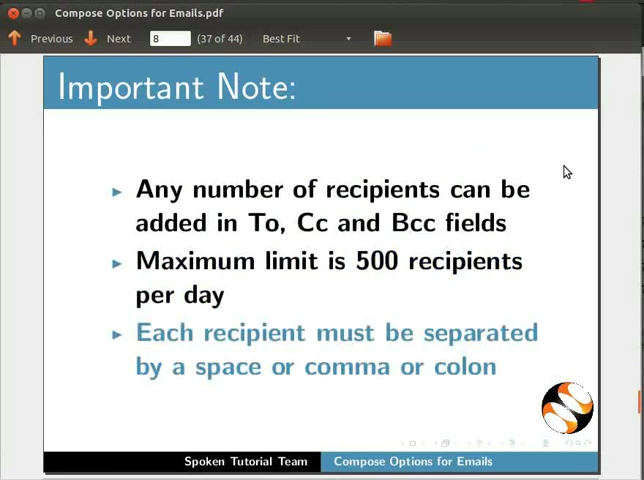 Compose Options for Emails.pdf
Previous Next 8 (37 of 44) Best Fit
Important Note:
Any number of recipients can be
added in To, Cc and Bcc fields
Maximum limit is 500 recipients
per day
Each recipient must be separated
by a space or comma or colon
Spoken Tutorial Team Compose Options for Emails